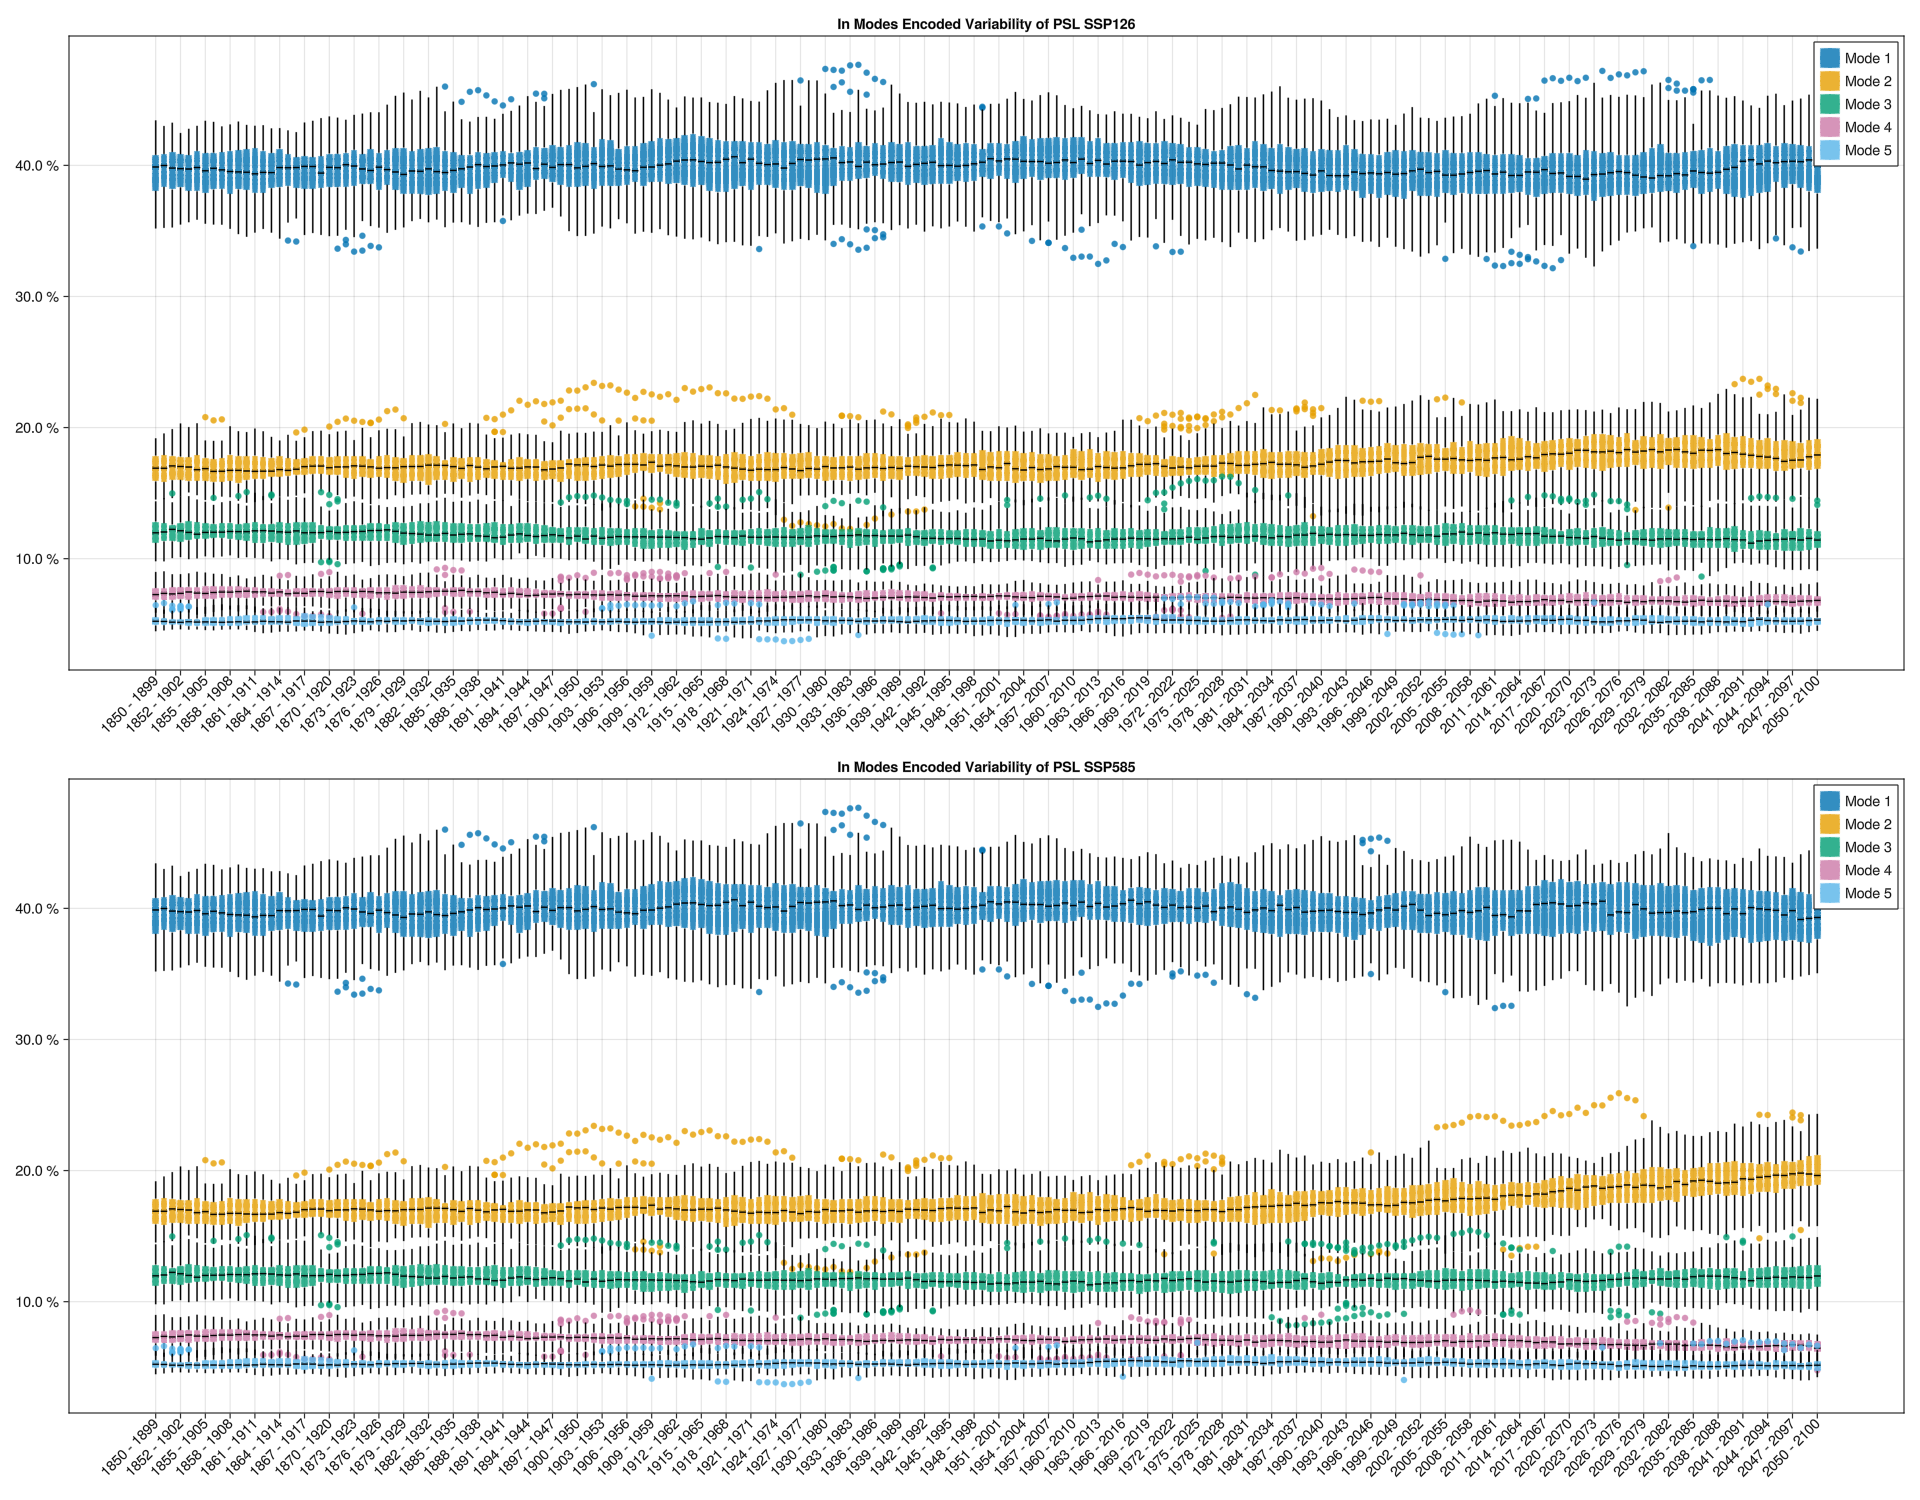 In Modes Encoded Variability of PSL SSP126
Mode 1
Mode 2
Mode 3
Mode 4
Mode 5
40.0 %
30.0 %
20.0 %
10.0 %
1850 - 1899
1852 - 1902
1855 - 1905
1858 - 1908
1861 - 1911
1864 - 1914
1867 - 1917
1870 - 1920
1873 - 1923
1876 - 1926
1879 - 1929
1882 - 1932
1885 - 1935
1888 - 1938
1891 - 1941
1894 - 1944
1897 - 1947
1900 - 1950
1903 - 1953
1906 - 1956
1909 - 1959
1912 - 1962
1915 - 1965
1918 - 1968
1921 - 1971
1924 - 1974
1927 - 1977
1930 - 1980
1933 - 1983
1936 - 1986
1939 - 1989
1942 - 1992
1945 - 1995
1948 - 1998
1951 - 2001
1954 - 2004
1957 - 2007
1960 - 2010
1963 - 2013
1966 - 2016
1969 - 2019
1972 - 2022
1975 - 2025
1978 - 2028
1981 - 2031
1984 - 2034
1987 - 2037
1990 - 2040
1993 - 2043
1996 - 2046
1999 - 2049
2002 - 2052
2005 - 2055
2008 - 2058
2011 - 2061
2014 - 2064
2017 - 2067
2020 - 2070
2023 - 2073
2026 - 2076
2029 - 2079
2032 - 2082
2035 - 2085
2038 - 2088
2041 - 2091
2044 - 2094
2047 - 2097
2050 - 2100
In Modes Encoded Variability of PSL SSP585
Mode 1
Mode 2
Mode 3
Mode 4
Mode 5
40.0 %
30.0 %
20.0 %
10.0 %
1850 - 1899
1852 - 1902
1855 - 1905
1858 - 1908
1861 - 1911
1864 - 1914
1867 - 1917
1870 - 1920
1873 - 1923
1876 - 1926
1879 - 1929
1882 - 1932
1885 - 1935
1888 - 1938
1891 - 1941
1894 - 1944
1897 - 1947
1900 - 1950
1903 - 1953
1906 - 1956
1909 - 1959
1912 - 1962
1915 - 1965
1918 - 1968
1921 - 1971
1924 - 1974
1927 - 1977
1930 - 1980
1933 - 1983
1936 - 1986
1939 - 1989
1942 - 1992
1945 - 1995
1948 - 1998
1951 - 2001
1954 - 2004
1957 - 2007
1960 - 2010
1963 - 2013
1966 - 2016
1969 - 2019
1972 - 2022
1975 - 2025
1978 - 2028
1981 - 2031
1984 - 2034
1987 - 2037
1990 - 2040
1993 - 2043
1996 - 2046
1999 - 2049
2002 - 2052
2005 - 2055
2008 - 2058
2011 - 2061
2014 - 2064
2017 - 2067
2020 - 2070
2023 - 2073
2026 - 2076
2029 - 2079
2032 - 2082
2035 - 2085
2038 - 2088
2041 - 2091
2044 - 2094
2047 - 2097
2050 - 2100